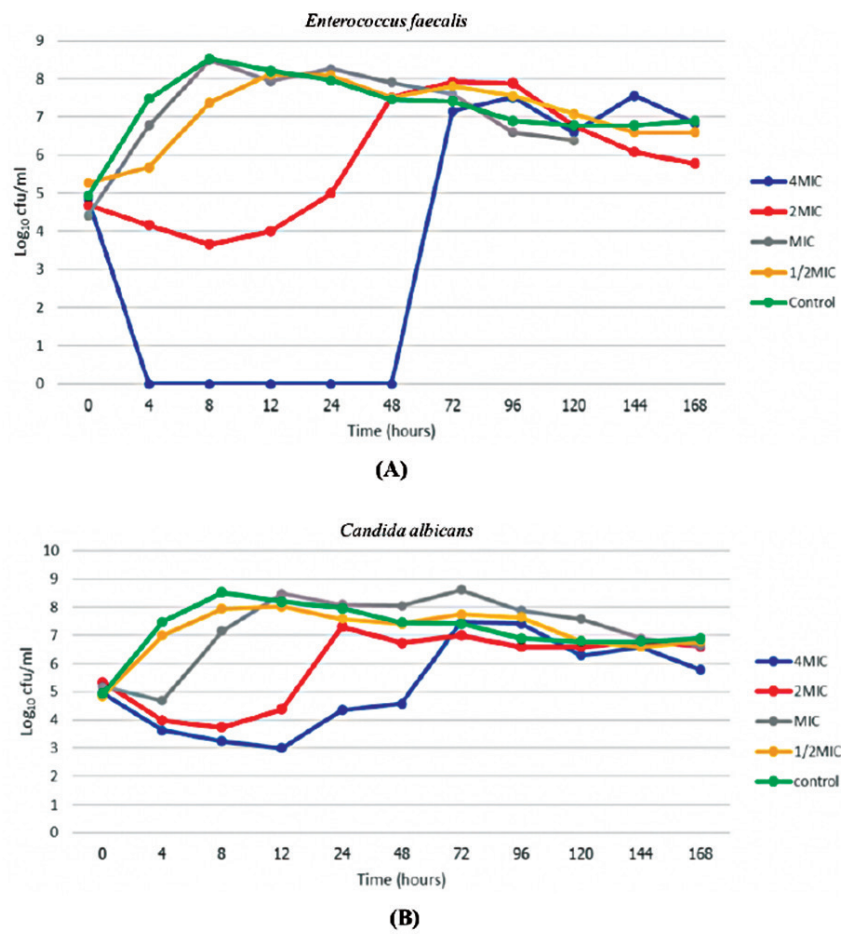 Enterococcus faecalis
9
8
7
6
5
4
3
2
1
0
Log10 cfu/ml
0 4 8 12 24 48 72 96 120 144 168
Time (hours)
4MIC
2MIC
MIC
1/2MIC
Control
(A)
Candida albicans
10
9
8
7
6
5
4
3
2
1
0
Log10 cfu/ml
0 4 8 12 24 48 72 96 120 144 168
Time (hours)
4MIC
2MIC
MIC
1/2MIC
control
(B)